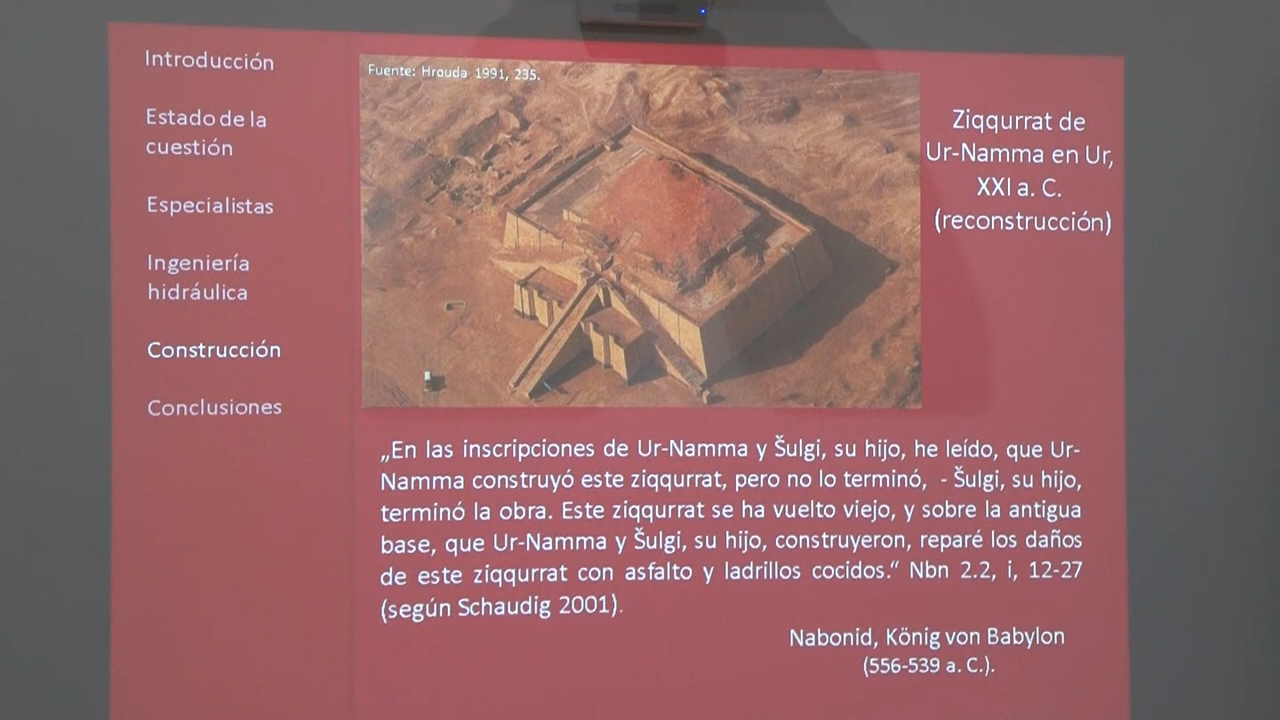 Introducción
Estado de la
cuestión
Especialistas
Ingeniería
hidráulica
Construcción
Conclusiones
Fuente: Hrouda 1991, 235.
Ziqqurrat de
Ur-Namma en Ur,
XXI a. C.
(reconstrucción)
„En las inscripciones de Ur-Namma y Šulgi, su hijo, he leído, que Ur-
Namma construyó este ziqqurrat, pero no lo terminó, - Šulgi, su hijo,
terminó la obra. Este ziqqurrat se ha vuelto viejo, y sobre la antigua
base, que Ur-Namma y Šulgi, su hijo, construyeron, reparé los daños
de este ziqqurrat con asfalto y ladrillos cocidos.“ Nbn 2.2, i, 12-27
(según Schaudig 2001).
Nabonid, König von Babylon
(556-539 a. C.).